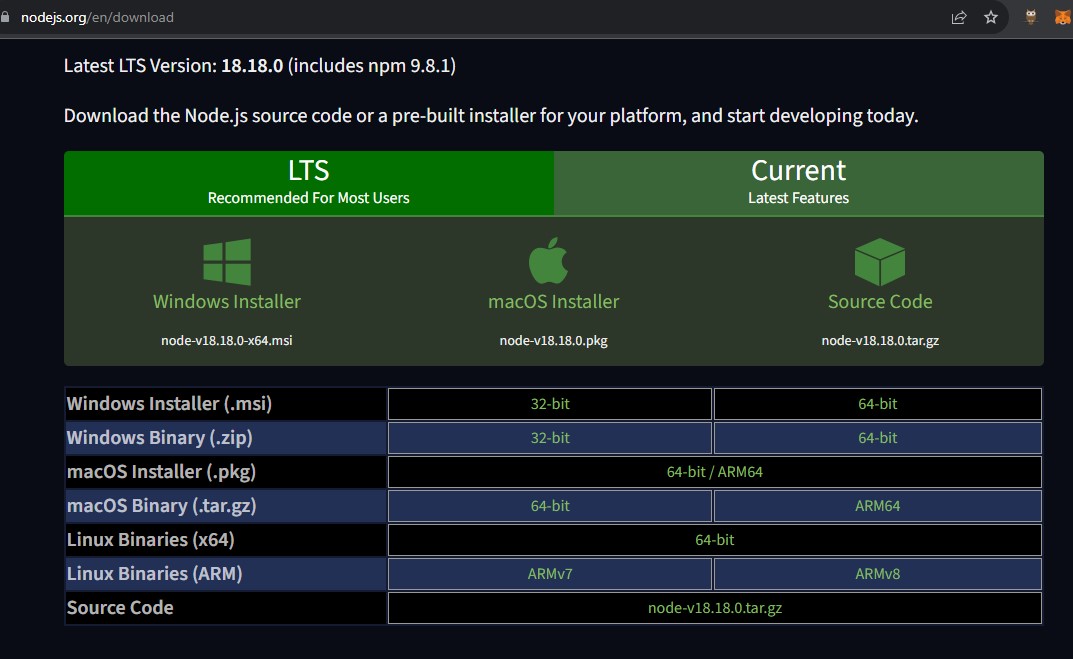 nodejs.org/en/download
Latest LTS Version: 18.18.0 (includes npm 9.8.1)
Download the Node.js source code or a pre-built installer for your platform, and start developing today.
LTS
Recommended For Most Users
Current
Latest Features
Windows Installer
node-v18.18.0-x64.msi
macOS Installer
node-v18.18.0.pkg
Source Code
node-v18.18.0.tar.gz
Windows Installer (.msi) 32-bit 64-bit
Windows Binary (.zip) 32-bit 64-bit
macOS Installer (.pkg) 64-bit / ARM64
macOS Binary (.tar.gz) 64-bit ARM64
Linux Binaries (x64) 64-bit
Linux Binaries (ARM) ARMv7 ARMv8
Source Code node-v18.18.0.tar.gz